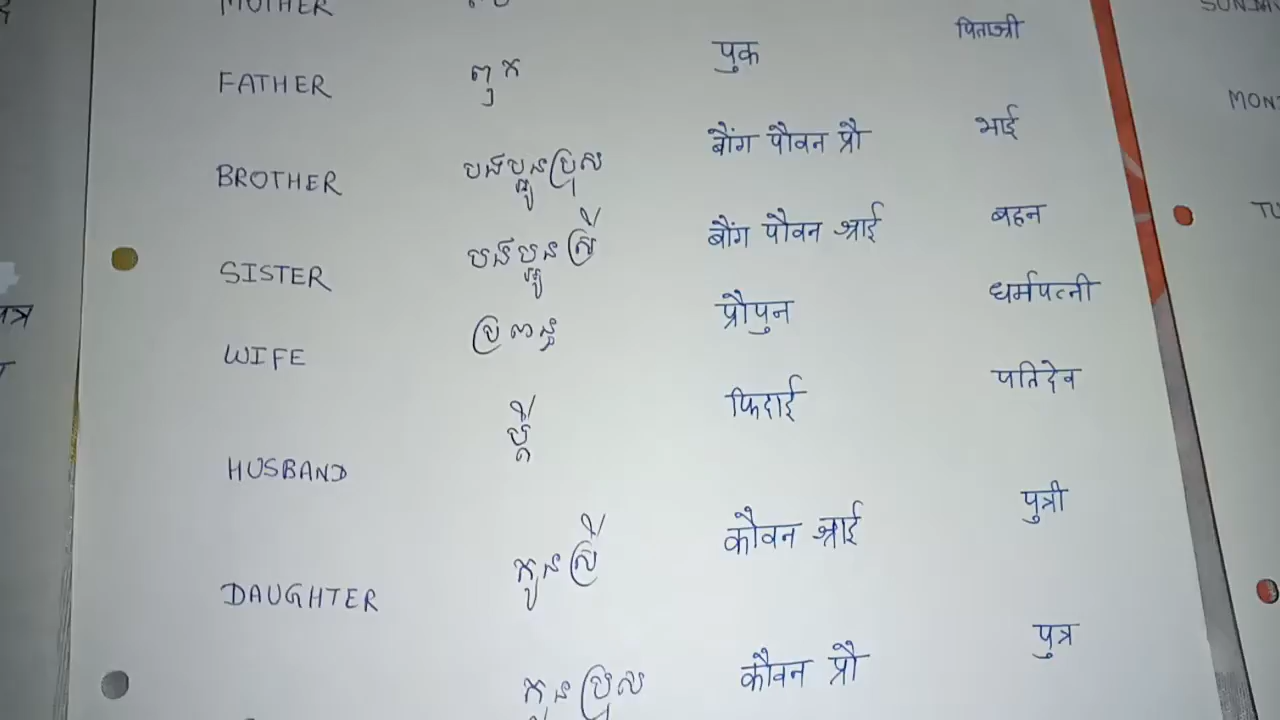 MOTHER
FATHER ពុក पुक पिताश्री
BROTHER បងប្អូនប្រុស बौंग पौवन प्रौ भाई
SISTER បងប្អូនស្រី बौंग पौवन श्राई बहन
WIFE ប្រពន្ធ प्रौपुन धर्मपत्नी
HUSBAND ប្តី फिदाई पतिदेव
DAUGHTER កូនស្រី कौवन श्राई पुत्री
កូនប្រុស कौवन प्रौ पुत्र